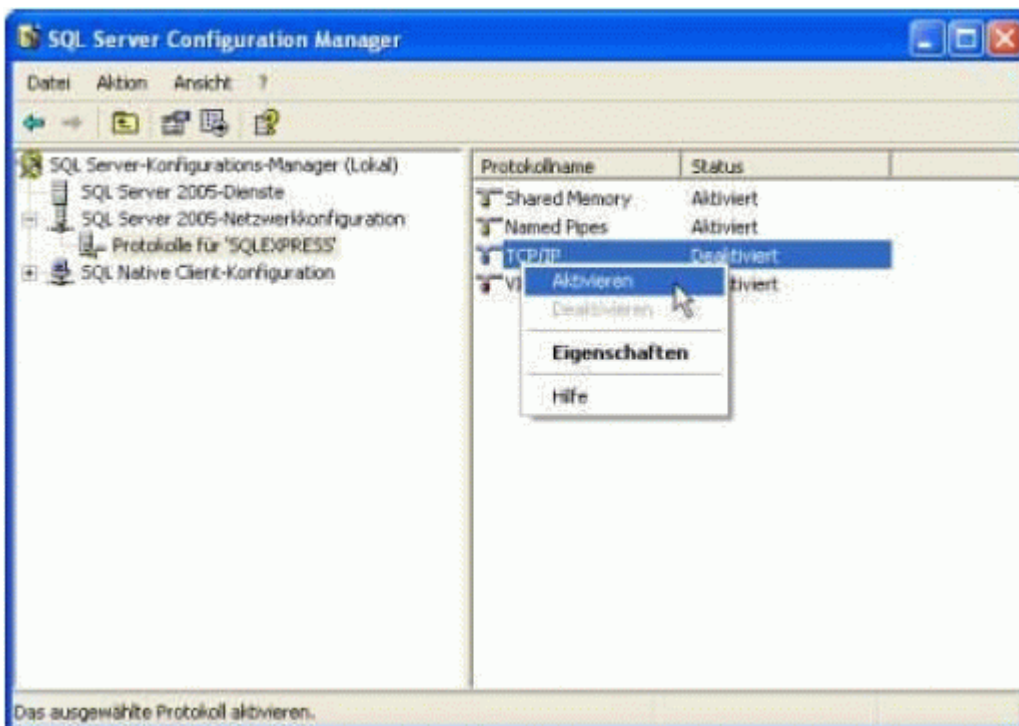 SQL Server Configuration Manager
Datei Aktion Ansicht ?
SQL Server-Konfigurations-Manager (Lokal)
SQL Server 2005-Dienste
SQL Server 2005-Netzwerkkonfiguration
Protokolle für 'SQLEXPRESS'
SQL Native Client-Konfiguration
Protokollname Status
Shared Memory Aktiviert
Named Pipes Aktiviert
TCP/IP Deaktiviert
Aktivieren
Deaktivieren
Eigenschaften
Hilfe
Das ausgewählte Protokoll aktivieren.